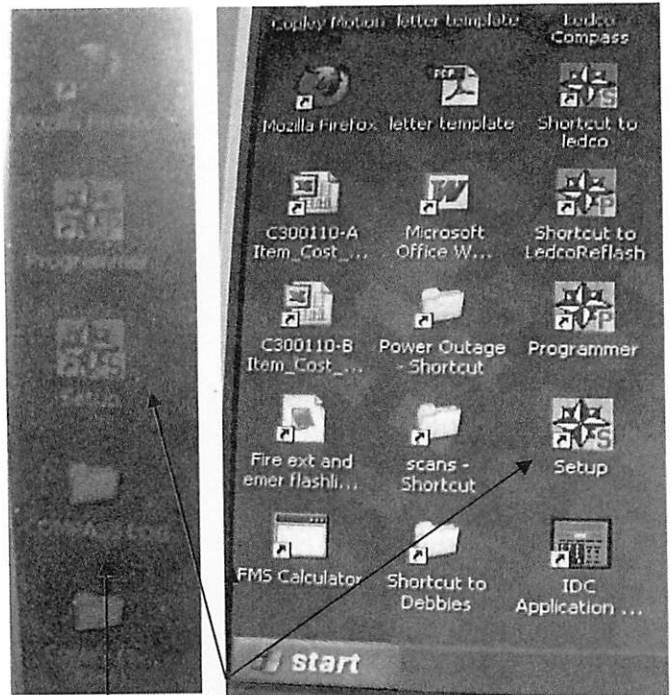 Programmer
Copley Motion letter template Ledco
Compass
Mozilla Firefox letter template Shortcut to
ledco
C300110-A Microsoft Shortcut to
Item_Cost_... Office W... LedcoReflash
C300110-B Power Outage Programmer
Item_Cost_... - Shortcut
Fire ext and scans - Setup
emer flashli... Shortcut
FMS Calculator Shortcut to IDC
Debbies Application ...
start